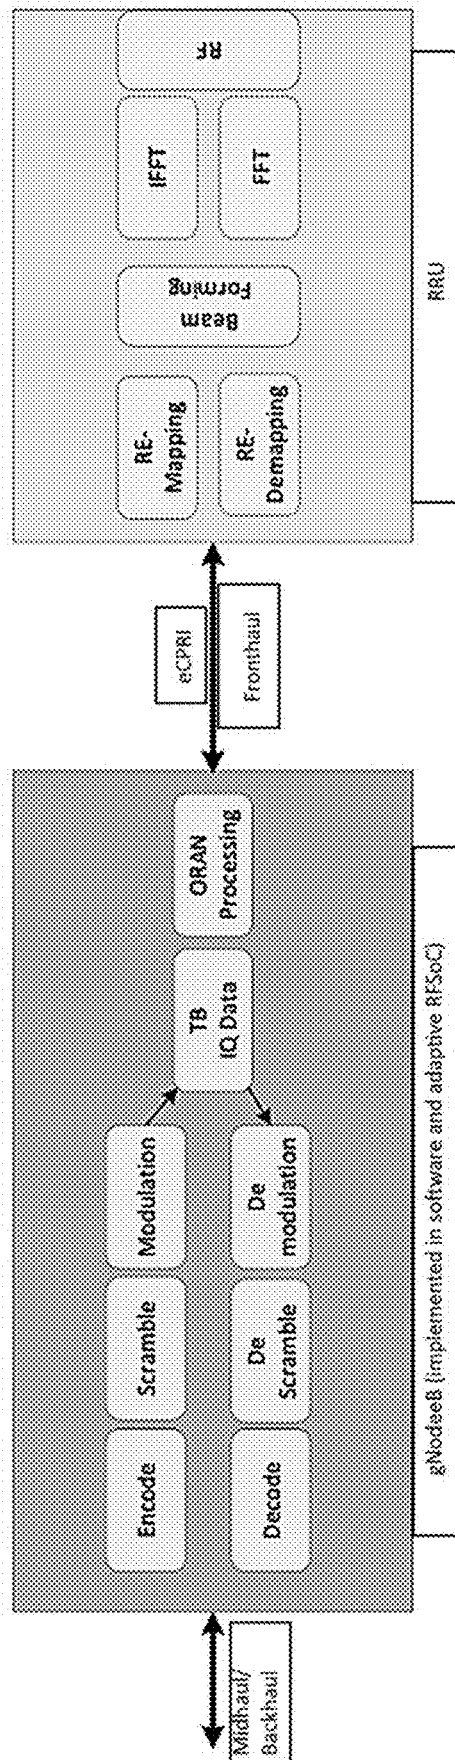 Midhaul/
Backhaul
Encode
Scramble
Modulation
Decode
De
Scramble
De
modulation
TB
IQ Data
ORAN
Processing
gNodeeB (implemented in software and adaptive RFSoC)
eCPRI
Fronthaul
RE-
Mapping
RE-
Demapping
Beam
Forming
IFFT
FFT
RF
RRU